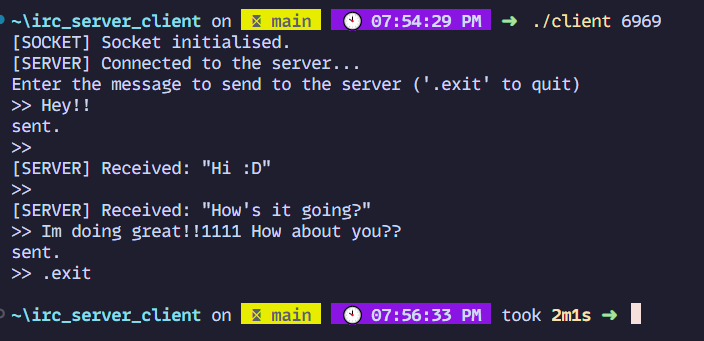 ~\irc_server_client on main 07:54:29 PM → ./client 6969
[SOCKET] Socket initialised.
[SERVER] Connected to the server...
Enter the message to send to the server ('.exit' to quit)
>> Hey!!
sent.
>>
[SERVER] Received: "Hi :D"
>>
[SERVER] Received: "How's it going?"
>> Im doing great!!1111 How about you??
sent.
>> .exit
~\irc_server_client on main 07:56:33 PM took 2m1s →